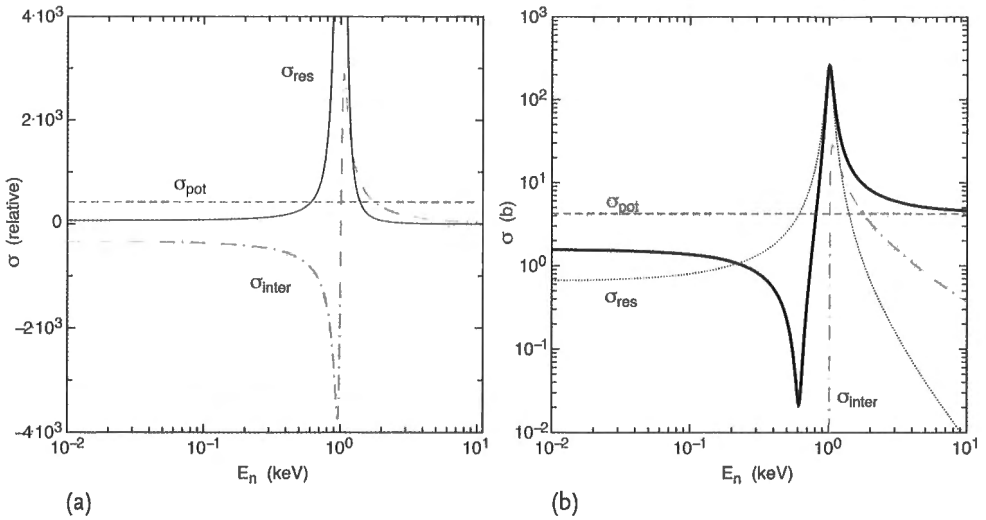 4·10³
2·10³
0
−2·10³
−4·10³
σ (relative)
σres
σpot
σinter
10⁻²
10⁻¹
10⁰
10¹
En (keV)
(a)
10³
10²
10¹
10⁰
10⁻¹
10⁻²
σ (b)
σpot
σres
σinter
10⁻²
10⁻¹
10⁰
10¹
En (keV)
(b)